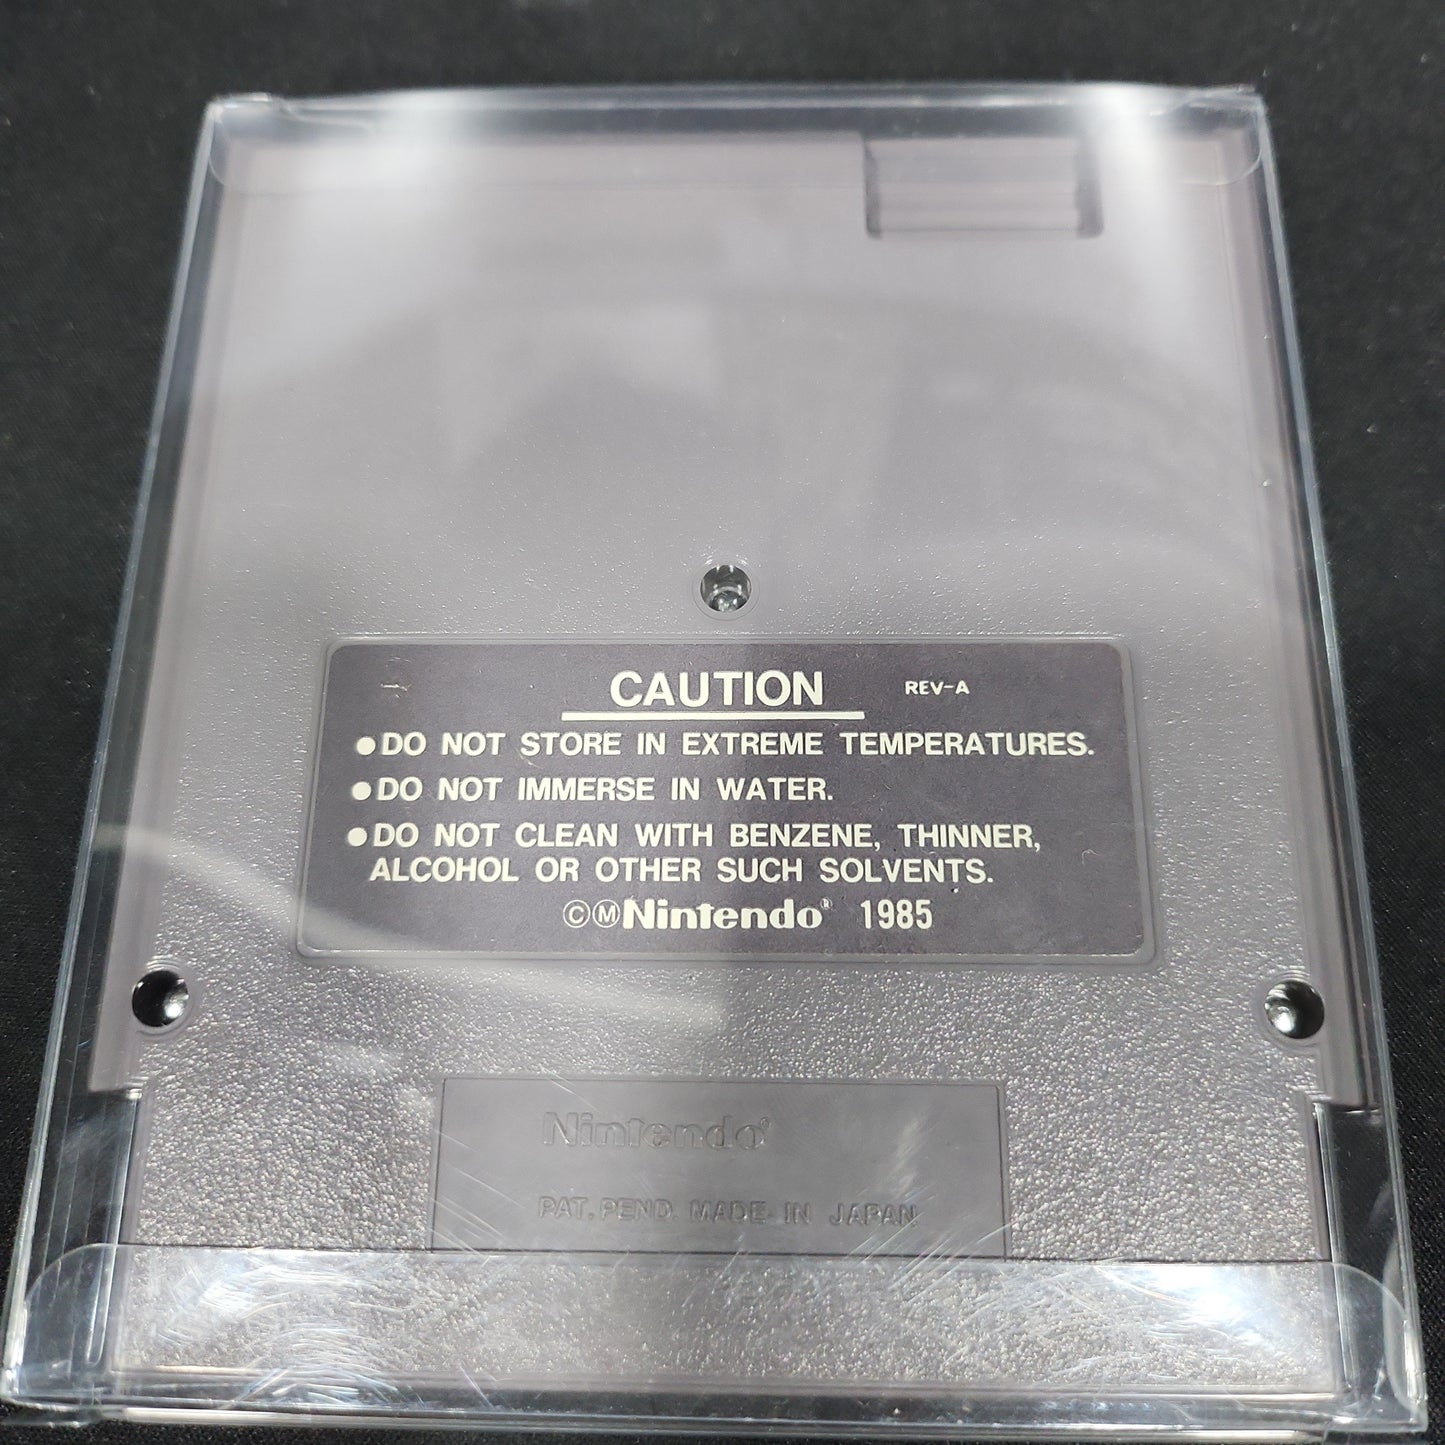 CAUTION REV-A
●DO NOT STORE IN EXTREME TEMPERATURES.
●DO NOT IMMERSE IN WATER.
●DO NOT CLEAN WITH BENZENE, THINNER,
ALCOHOL OR OTHER SUCH SOLVENTS.
ⒸⓂNintendo® 1985
Nintendo®
PAT. PEND. MADE IN JAPAN